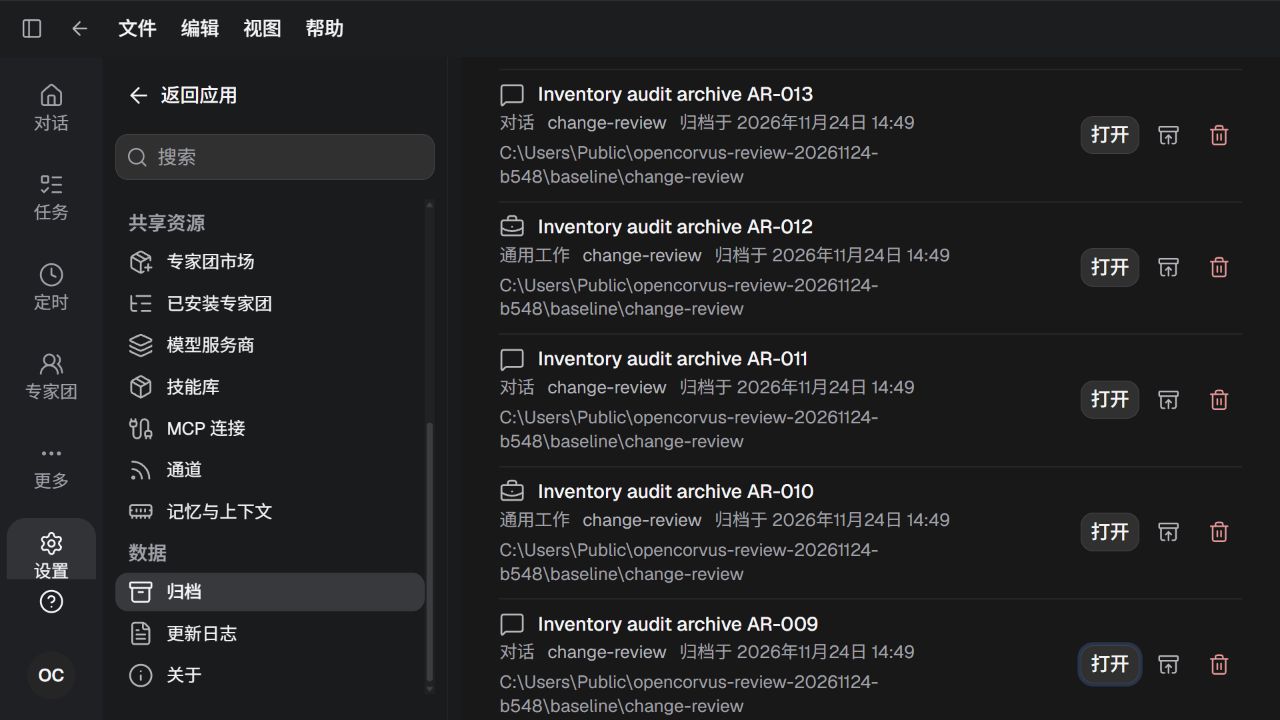 文件 编辑 视图 帮助
对话
任务
定时
专家团
更多
设置
OC
返回应用
搜索
共享资源
专家团市场
已安装专家团
模型服务商
技能库
MCP 连接
通道
记忆与上下文
数据
归档
更新日志
关于
Inventory audit archive AR-013
对话 change-review 归档于 2026年11月24日 14:49
C:\Users\Public\opencorvus-review-20261124-
b548\baseline\change-review
打开
Inventory audit archive AR-012
通用工作 change-review 归档于 2026年11月24日 14:49
C:\Users\Public\opencorvus-review-20261124-
b548\baseline\change-review
打开
Inventory audit archive AR-011
对话 change-review 归档于 2026年11月24日 14:49
C:\Users\Public\opencorvus-review-20261124-
b548\baseline\change-review
打开
Inventory audit archive AR-010
通用工作 change-review 归档于 2026年11月24日 14:49
C:\Users\Public\opencorvus-review-20261124-
b548\baseline\change-review
打开
Inventory audit archive AR-009
对话 change-review 归档于 2026年11月24日 14:49
C:\Users\Public\opencorvus-review-20261124-
b548\baseline\change-review
打开